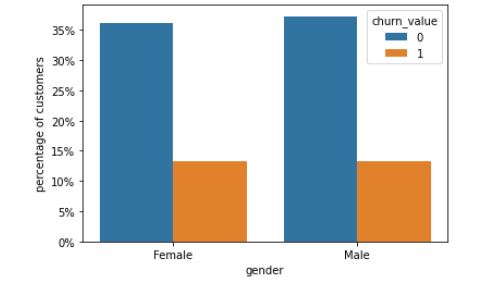 churn_value
0
1
35%
30%
25%
20%
15%
10%
5%
0%
percentage of customers
Female
Male
gender